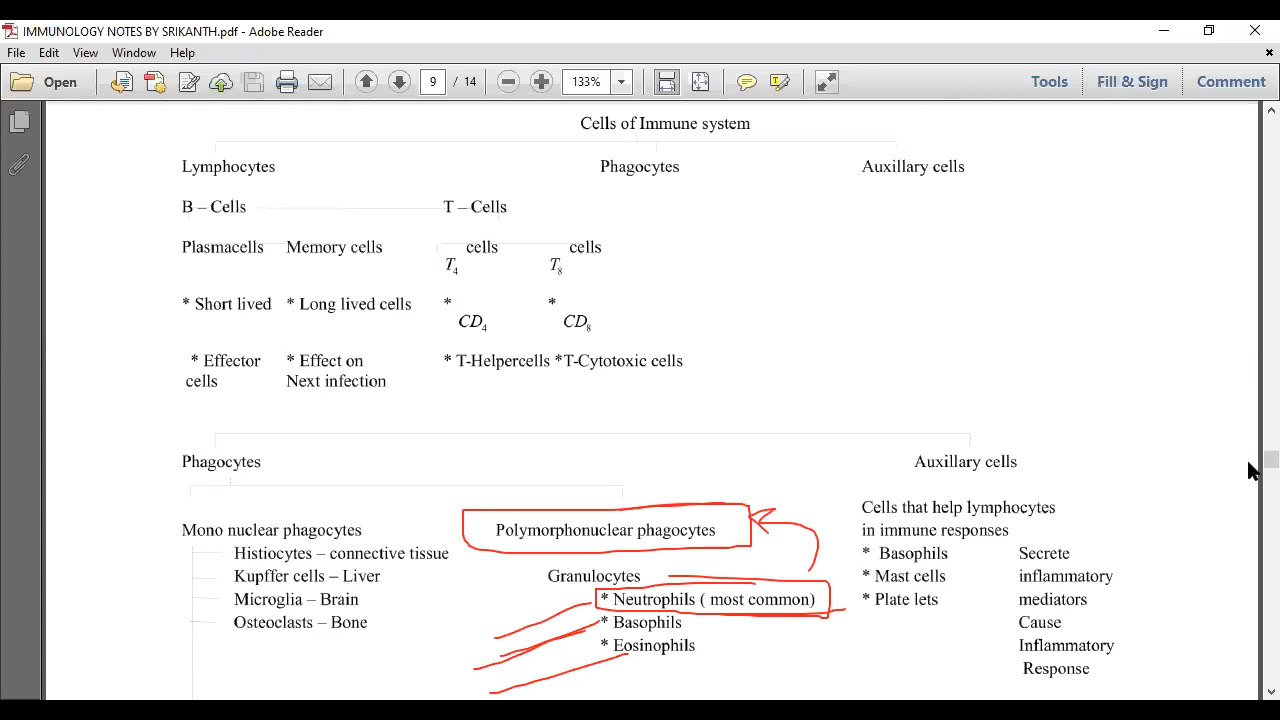 IMMUNOLOGY NOTES BY SRIKANTH.pdf - Adobe Reader
File Edit View Window Help
Open 9 / 14 133% Tools Fill & Sign Comment
Cells of Immune system
Lymphocytes Phagocytes Auxillary cells
B – Cells T – Cells
Plasmacells Memory cells cells cells
T4 T8
* Short lived * Long lived cells * *
CD4 CD8
* Effector * Effect on * T-Helpercells *T-Cytotoxic cells
cells Next infection
Phagocytes Auxillary cells
Cells that help lymphocytes
Mono nuclear phagocytes Polymorphonuclear phagocytes in immune responses
Histiocytes – connective tissue * Basophils Secrete
Kupffer cells – Liver Granulocytes * Mast cells inflammatory
Microglia – Brain * Neutrophils ( most common) * Plate lets mediators
Osteoclasts – Bone * Basophils Cause
* Eosinophils Inflammatory
Response